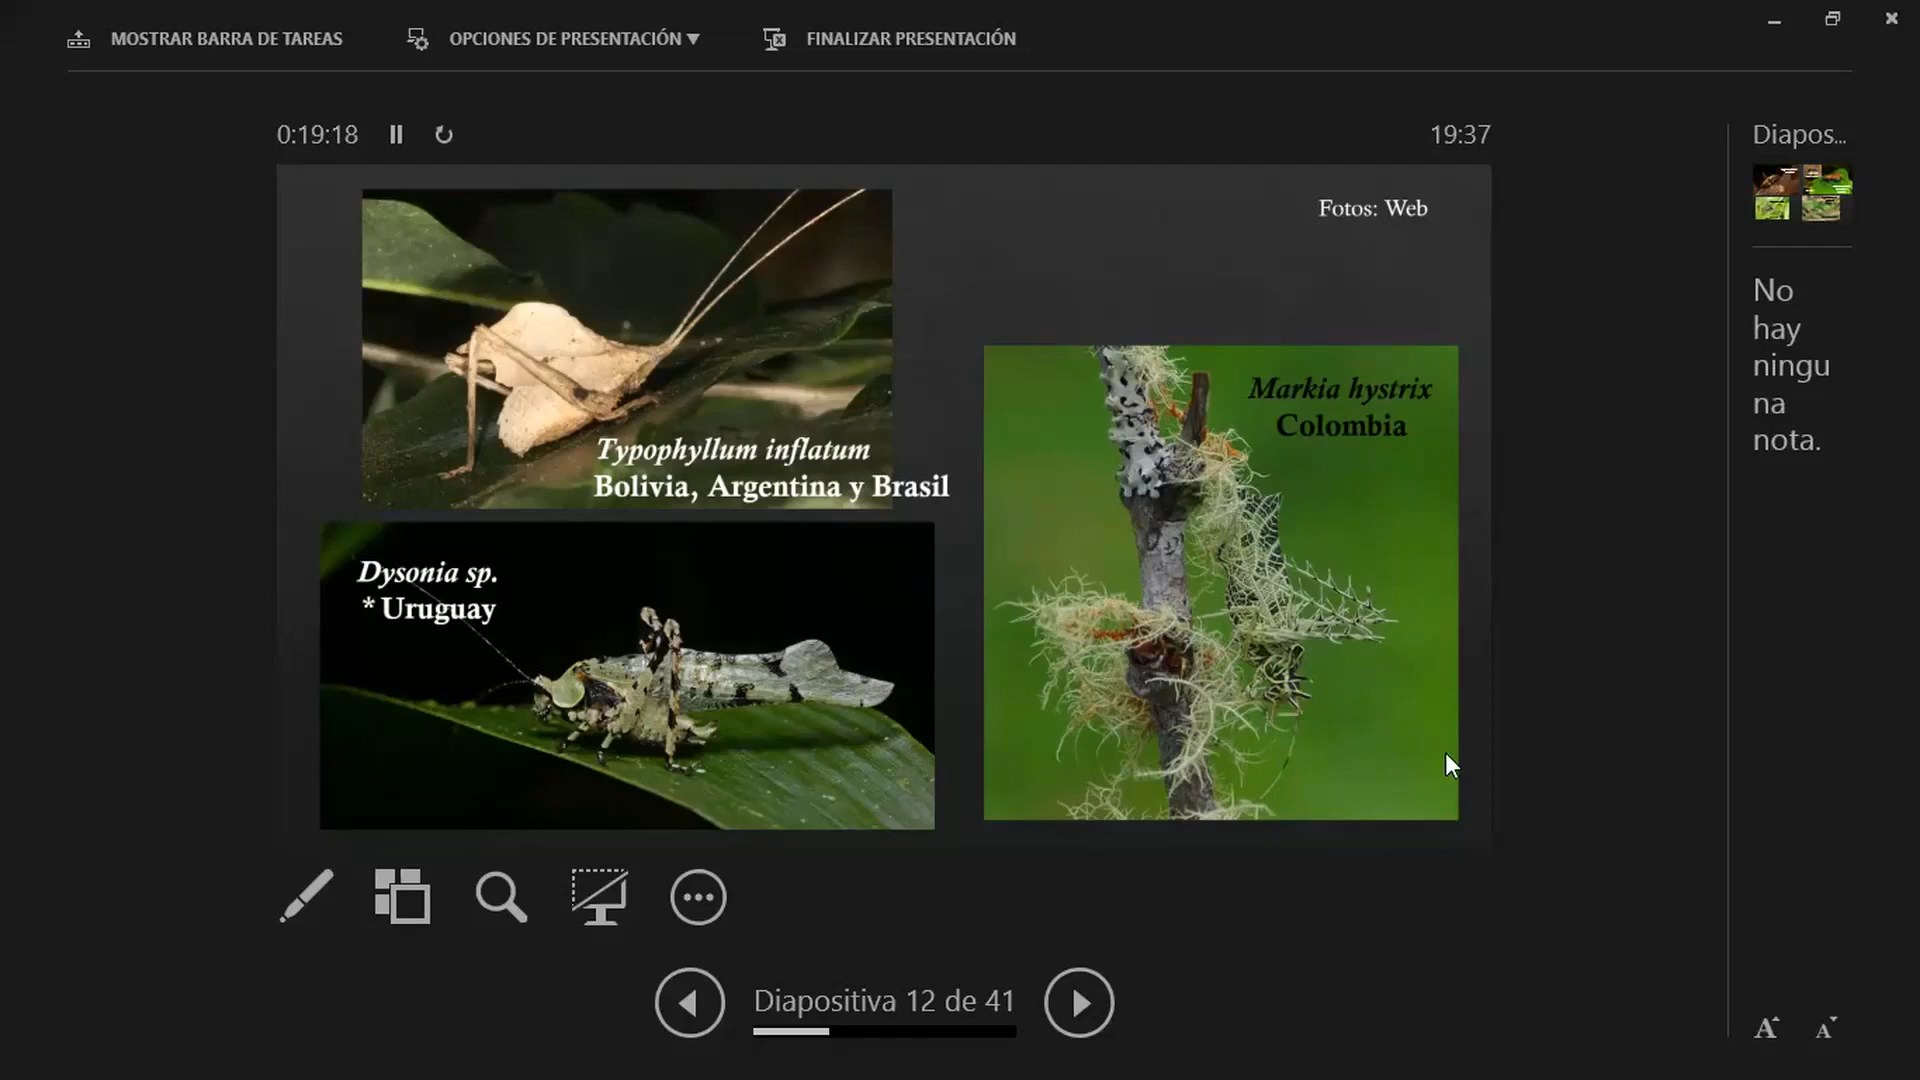 MOSTRAR BARRA DE TAREAS
OPCIONES DE PRESENTACIÓN
FINALIZAR PRESENTACIÓN
0:19:18
19:37
Diapos...
Fotos: Web
Typophyllum inflatum
Bolivia, Argentina y Brasil
Markia hystrix
Colombia
Dysonia sp.
* Uruguay
No
hay
ningu
na
nota.
Diapositiva 12 de 41
A
A